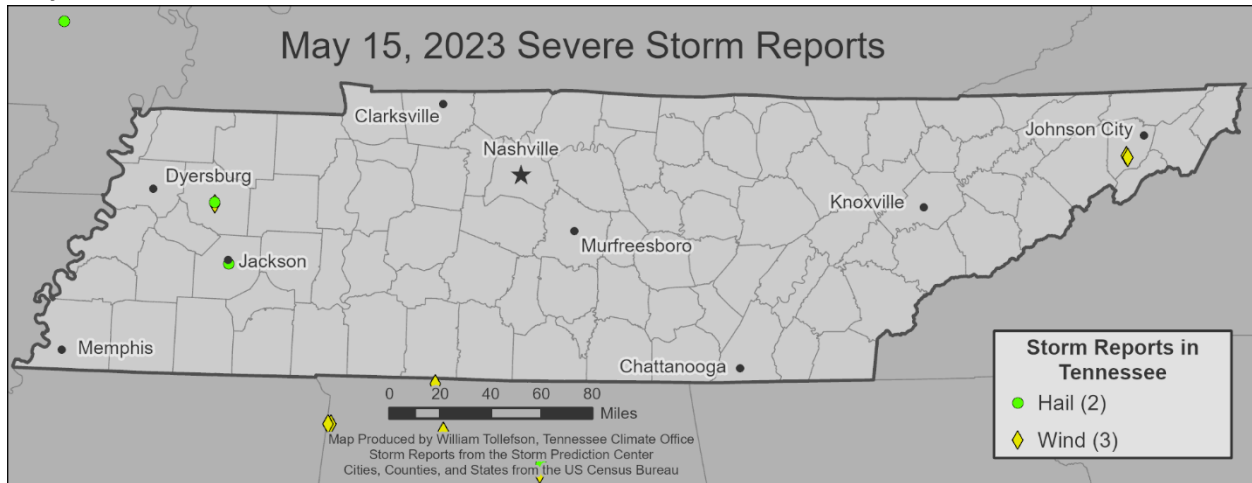 May 15, 2023 Severe Storm Reports
Clarksville
Johnson City
Nashville
Dyersburg
Knoxville
Murfreesboro
Jackson
Memphis
Chattanooga
0 20 40 60 80
Miles
Map Produced by William Tollefson, Tennessee Climate Office
Storm Reports from the Storm Prediction Center
Cities, Counties, and States from the US Census Bureau
Storm Reports in
Tennessee
Hail (2)
Wind (3)